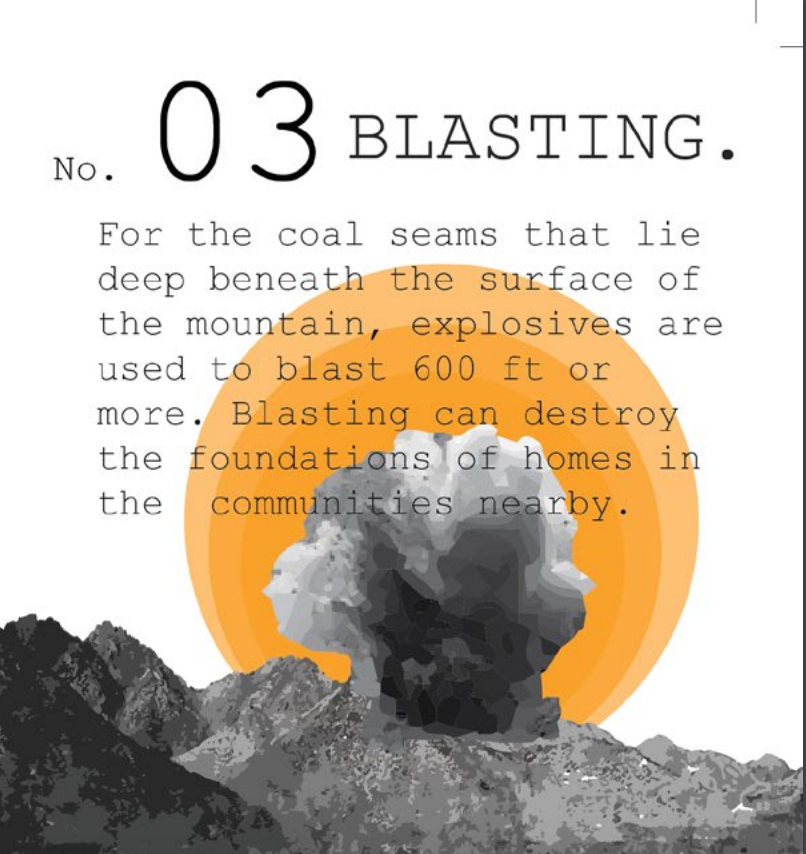 No. 03 BLASTING.
For the coal seams that lie
deep beneath the surface of
the mountain, explosives are
used to blast 600 ft or
more. Blasting can destroy
the foundations of homes in
the communities nearby.